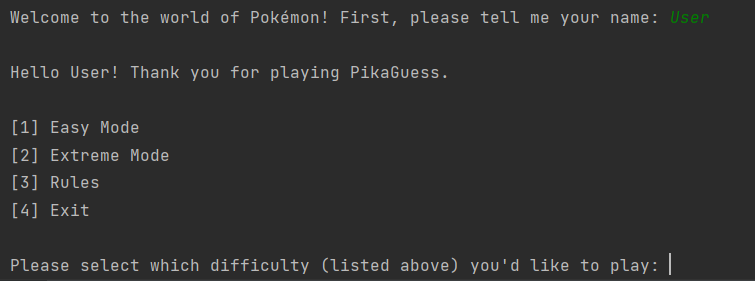 Welcome to the world of Pokémon! First, please tell me your name: User
Hello User! Thank you for playing PikaGuess.
[1] Easy Mode
[2] Extreme Mode
[3] Rules
[4] Exit
Please select which difficulty (listed above) you'd like to play: